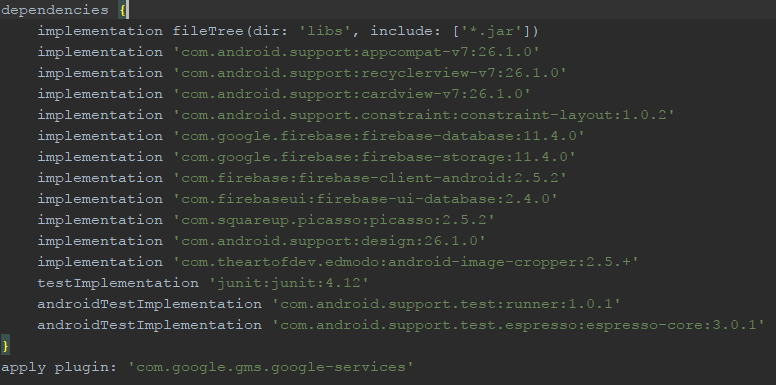 dependencies {
    implementation fileTree(dir: 'libs', include: ['*.jar'])
    implementation 'com.android.support:appcompat-v7:26.1.0'
    implementation 'com.android.support:recyclerview-v7:26.1.0'
    implementation 'com.android.support:cardview-v7:26.1.0'
    implementation 'com.android.support.constraint:constraint-layout:1.0.2'
    implementation 'com.google.firebase:firebase-database:11.4.0'
    implementation 'com.google.firebase:firebase-storage:11.4.0'
    implementation 'com.firebase:firebase-client-android:2.5.2'
    implementation 'com.firebaseui:firebase-ui-database:2.4.0'
    implementation 'com.squareup.picasso:picasso:2.5.2'
    implementation 'com.android.support:design:26.1.0'
    implementation 'com.theartofdev.edmodo:android-image-cropper:2.5.+'
    testImplementation 'junit:junit:4.12'
    androidTestImplementation 'com.android.support.test:runner:1.0.1'
    androidTestImplementation 'com.android.support.test.espresso:espresso-core:3.0.1'
}
apply plugin: 'com.google.gms.google-services'